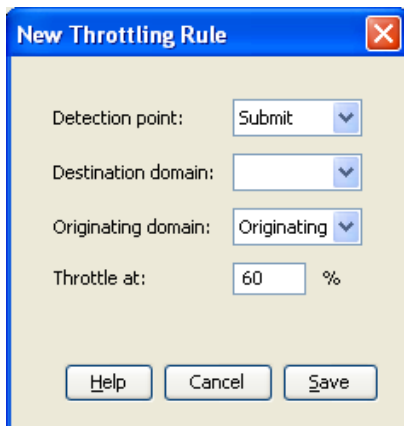 New Throttling Rule
Detection point: Submit
Destination domain:
Originating domain: Originating
Throttle at: 60 %
Help Cancel Save